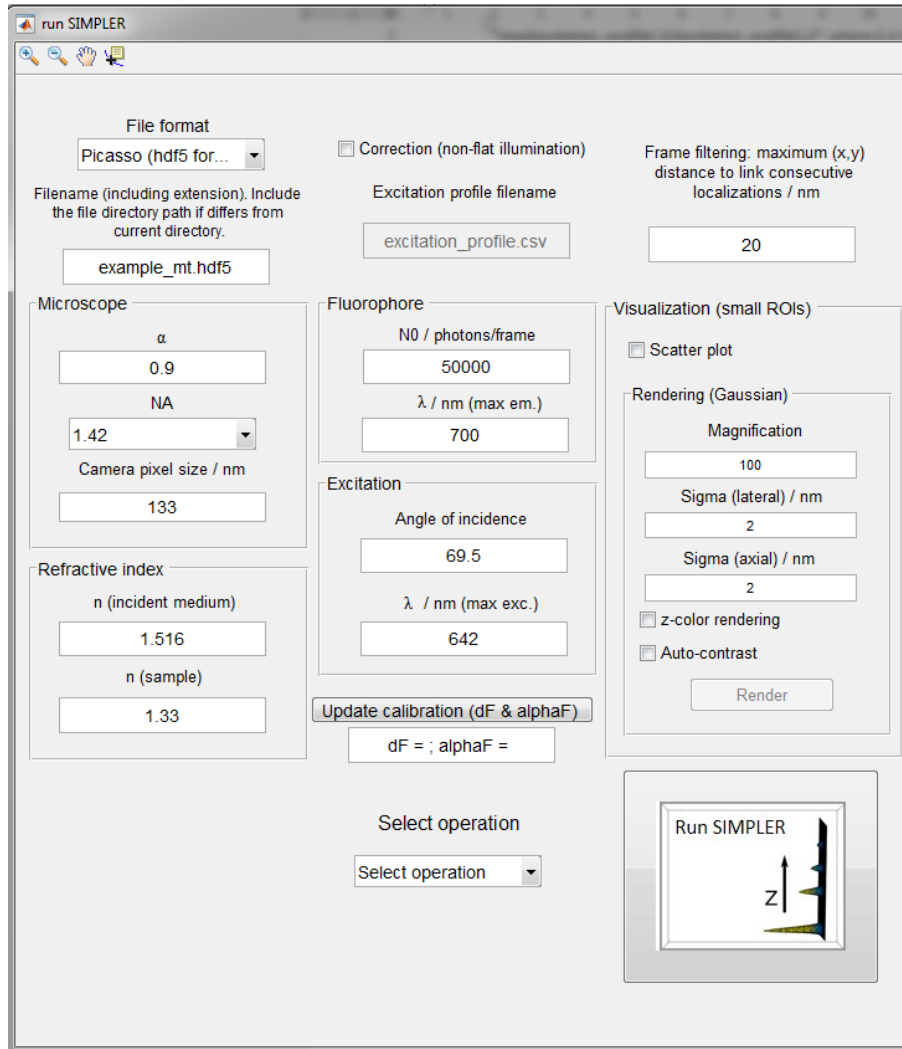 run SIMPLER
File format
Picasso (hdf5 for...
Filename (including extension). Include
the file directory path if differs from
current directory.
example_mt.hdf5
Correction (non-flat illumination)
Excitation profile filename
excitation_profile.csv
Frame filtering: maximum (x,y)
distance to link consecutive
localizations / nm
20
Microscope
α
0.9
NA
1.42
Camera pixel size / nm
133
Refractive index
n (incident medium)
1.516
n (sample)
1.33
Fluorophore
N0 / photons/frame
50000
λ / nm (max em.)
700
Excitation
Angle of incidence
69.5
λ / nm (max exc.)
642
Update calibration (dF & alphaF)
dF = ; alphaF =
Select operation
Select operation
Visualization (small ROIs)
Scatter plot
Rendering (Gaussian)
Magnification
100
Sigma (lateral) / nm
2
Sigma (axial) / nm
2
z-color rendering
Auto-contrast
Render
Run SIMPLER
Z